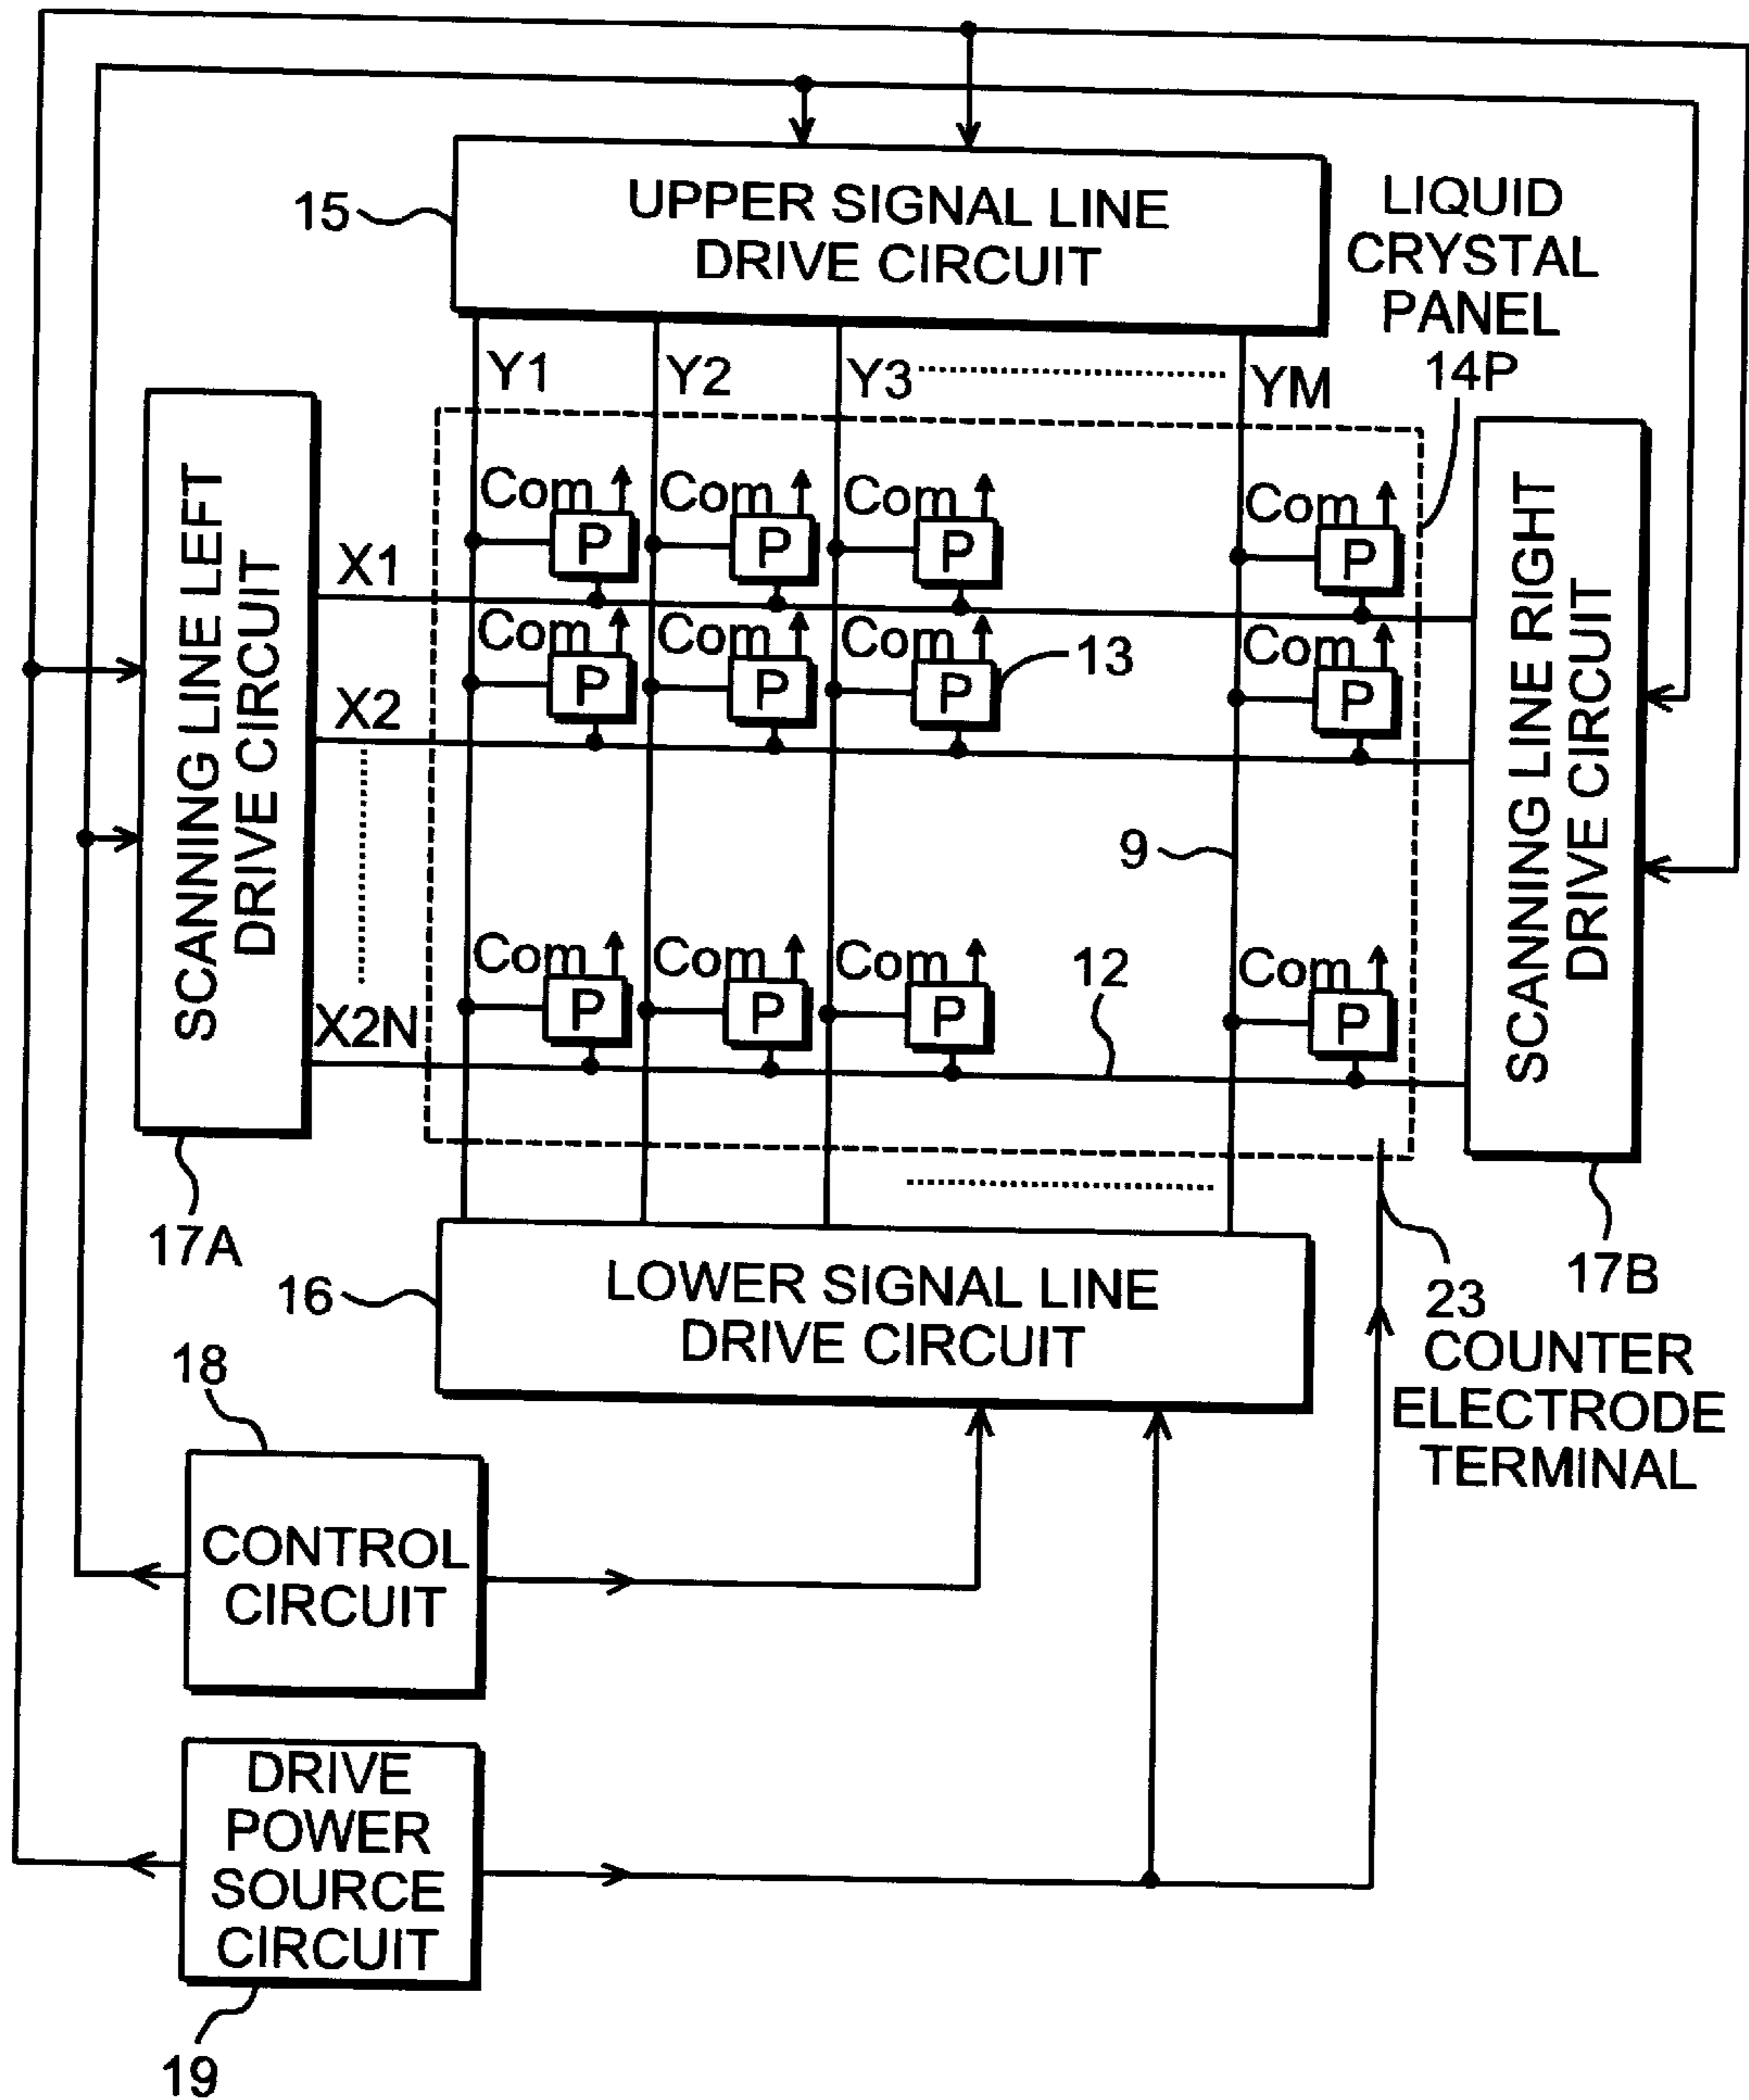 15
UPPER SIGNAL LINE
DRIVE CIRCUIT
LIQUID
CRYSTAL
PANEL
14P
Y1 Y2 Y3 YM
SCANNING LEFT
LINE DRIVE CIRCUIT
SCANNING LINE RIGHT
DRIVE CIRCUIT
Com Com Com Com
P P P P
X1
Com Com Com Com
P P P P
13
X2
9
Com Com Com Com
P P P P
12
X2N
17A
17B
16
LOWER SIGNAL LINE
DRIVE CIRCUIT
23
COUNTER
ELECTRODE
TERMINAL
18
CONTROL
CIRCUIT
DRIVE
POWER
SOURCE
CIRCUIT
19